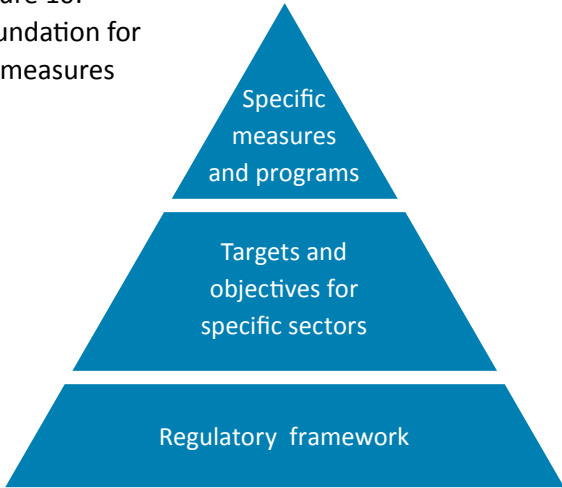 undation for
measures
Specific
measures
and programs
Targets and
objectives for
specific sectors
Regulatory framework